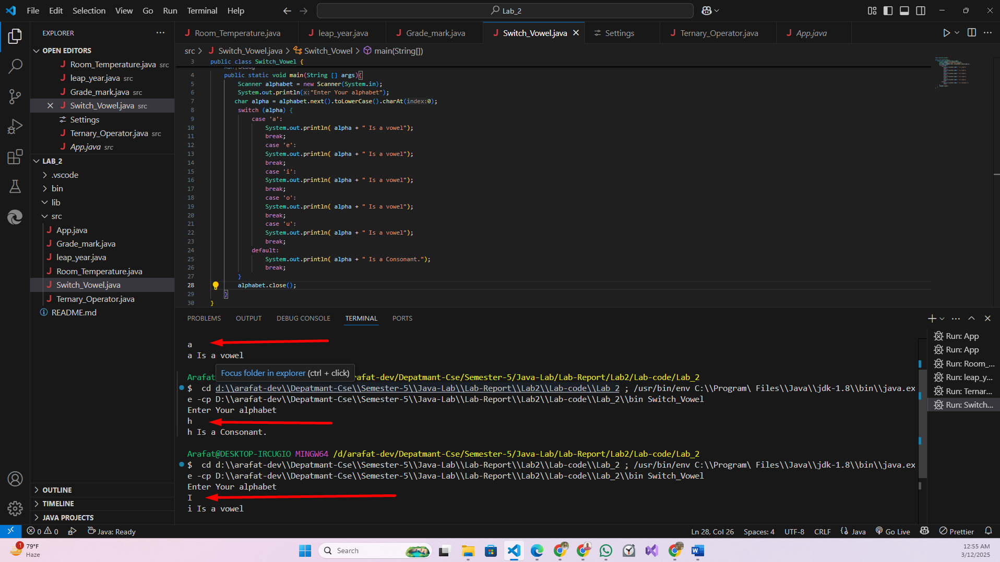 File Edit Selection View Go Run Terminal Help
Lab_2
EXPLORER
OPEN EDITORS
Room_Temperature.java src
leap_year.java src
Grade_mark.java src
Switch_Vowel.java src
Settings
Ternary_Operator.java src
App.java src
LAB_2
.vscode
bin
lib
src
App.java
Grade_mark.java
leap_year.java
Room_Temperature.java
Switch_Vowel.java
Ternary_Operator.java
README.md
OUTLINE
TIMELINE
JAVA PROJECTS
Room_Temperature.java leap_year.java Grade_mark.java Switch_Vowel.java Settings Ternary_Operator.java App.java
src > Switch_Vowel.java > Switch_Vowel > main(String[])
3 public class Switch_Vowel {
Run | Debug
4 public static void main(String [] args){
5 Scanner alphabet = new Scanner(System.in);
6 System.out.println(x:"Enter Your alphabet");
7 char alpha = alphabet.next().toLowerCase().charAt(index:0);
8 switch (alpha) {
9 case 'a':
10 System.out.println( alpha + " Is a vowel");
11 break;
12 case 'e':
13 System.out.println( alpha + " Is a vowel");
14 break;
15 case 'i':
16 System.out.println( alpha + " Is a vowel");
17 break;
18 case 'o':
19 System.out.println( alpha + " Is a vowel");
20 break;
21 case 'u':
22 System.out.println( alpha + " Is a vowel");
23 break;
24 default:
25 System.out.println( alpha + " Is a Consonant.");
26 break;
27 }
28 alphabet.close();
29 }
30 }
PROBLEMS OUTPUT DEBUG CONSOLE TERMINAL PORTS
a
a Is a vowel
Focus folder in explorer (ctrl + click)
Arafat rafat-dev/Depatmant-Cse/Semester-5/Java-Lab/Lab-Report/Lab2/Lab-code/Lab_2
$ cd d:\\arafat-dev\\Depatmant-Cse\\Semester-5\\Java-Lab\\Lab-Report\\Lab2\\Lab-code\\Lab_2 ; /usr/bin/env C:\\Program\ Files\\Java\\jdk-1.8\\bin\\java.ex
e -cp D:\\arafat-dev\\Depatmant-Cse\\Semester-5\\Java-Lab\\Lab-Report\\Lab2\\Lab-code\\Lab_2\\bin Switch_Vowel
Enter Your alphabet
h
h Is a Consonant.
Arafat@DESKTOP-IRCUGIO MINGW64 /d/arafat-dev/Depatmant-Cse/Semester-5/Java-Lab/Lab-Report/Lab2/Lab-code/Lab_2
$ cd d:\\arafat-dev\\Depatmant-Cse\\Semester-5\\Java-Lab\\Lab-Report\\Lab2\\Lab-code\\Lab_2 ; /usr/bin/env C:\\Program\ Files\\Java\\jdk-1.8\\bin\\java.ex
e -cp D:\\arafat-dev\\Depatmant-Cse\\Semester-5\\Java-Lab\\Lab-Report\\Lab2\\Lab-code\\Lab_2\\bin Switch_Vowel
Enter Your alphabet
I
i Is a vowel
Run: App
Run: App
Run: Room_...
Run: leap_y...
Run: Ternar...
Run: Switch...
0 0 Java: Ready
Ln 28, Col 26 Spaces: 4 UTF-8 CRLF Java Go Live Prettier
1
79°F
Haze
Search
12:55 AM
3/12/2025